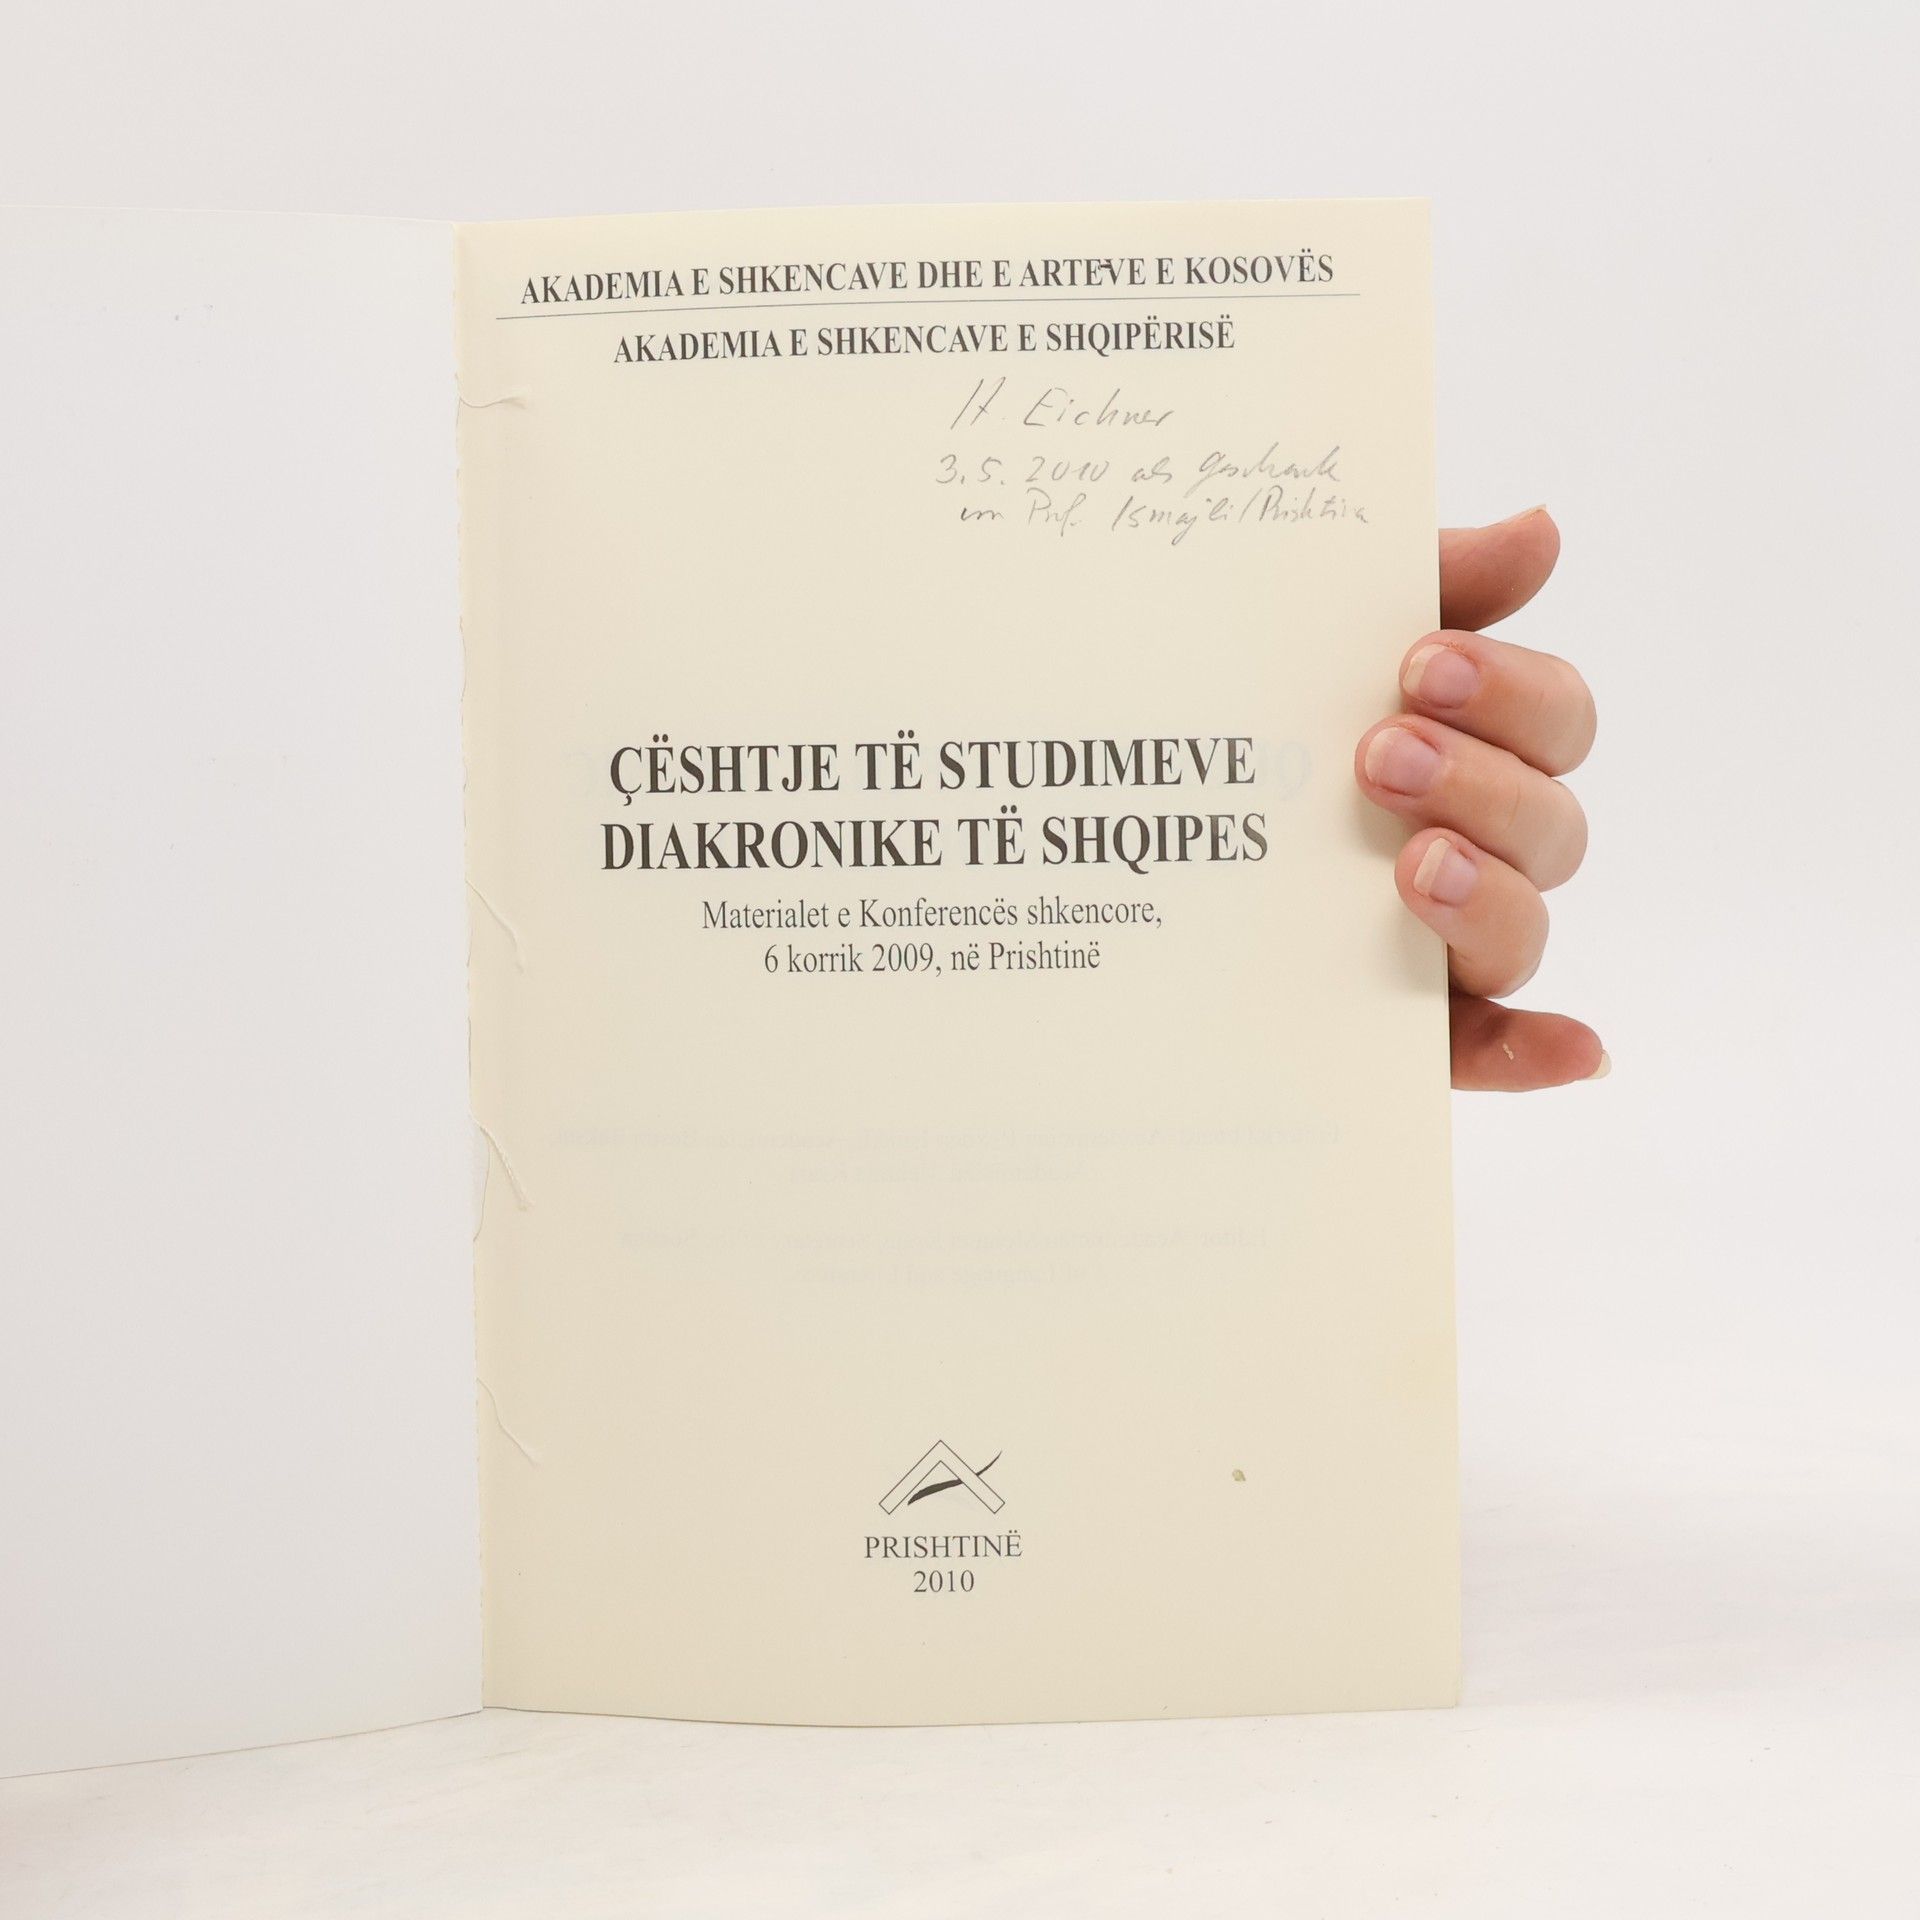 AKADEMIA E SHKENCAVE DHE E ARTEVE E KOSOVËS
AKADEMIA E SHKENCAVE E SHQIPËRISË
H. Eichner
3.5. 2010 als Geschenk
von Prof. Ismajli/Prishtina
ÇËSHTJE TË STUDIMEVE
DIAKRONIKE TË SHQIPES
Materialet e Konferencës shkencore,
6 korrik 2009, në Prishtinë
PRISHTINË
2010